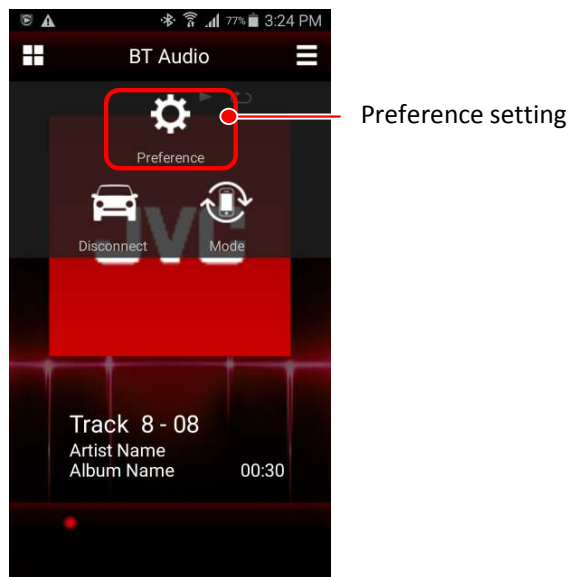 77% 3:24 PM
BT Audio
Preference setting
Preference
JVC
Disconnect
Mode
Track 8 - 08
Artist Name
Album Name 00:30